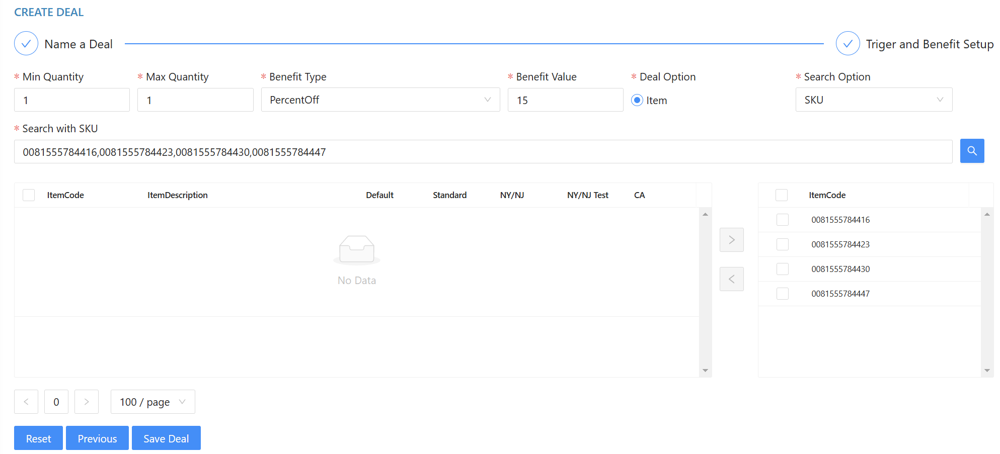 CREATE DEAL
Name a Deal
Triger and Benefit Setup
* Min Quantity
* Max Quantity
* Benefit Type
* Benefit Value
* Deal Option
* Search Option
1
1
PercentOff
15
Item
SKU
* Search with SKU
0081555784416,0081555784423,0081555784430,0081555784447
ItemCode ItemDescription Default Standard NY/NJ NY/NJ Test CA
No Data
ItemCode
0081555784416
0081555784423
0081555784430
0081555784447
0
100 / page
Reset
Previous
Save Deal